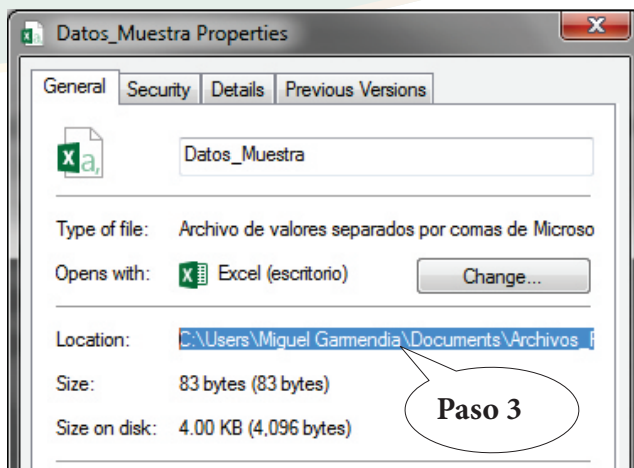 Datos_Muestra Properties
General Security Details Previous Versions
Datos_Muestra
Type of file: Archivo de valores separados por comas de Microso
Opens with: Excel (escritorio) Change...
Location: C:\Users\Miguel Garmendia\Documents\Archivos_
Size: 83 bytes (83 bytes)
Size on disk: 4.00 KB (4,096 bytes)
Paso 3